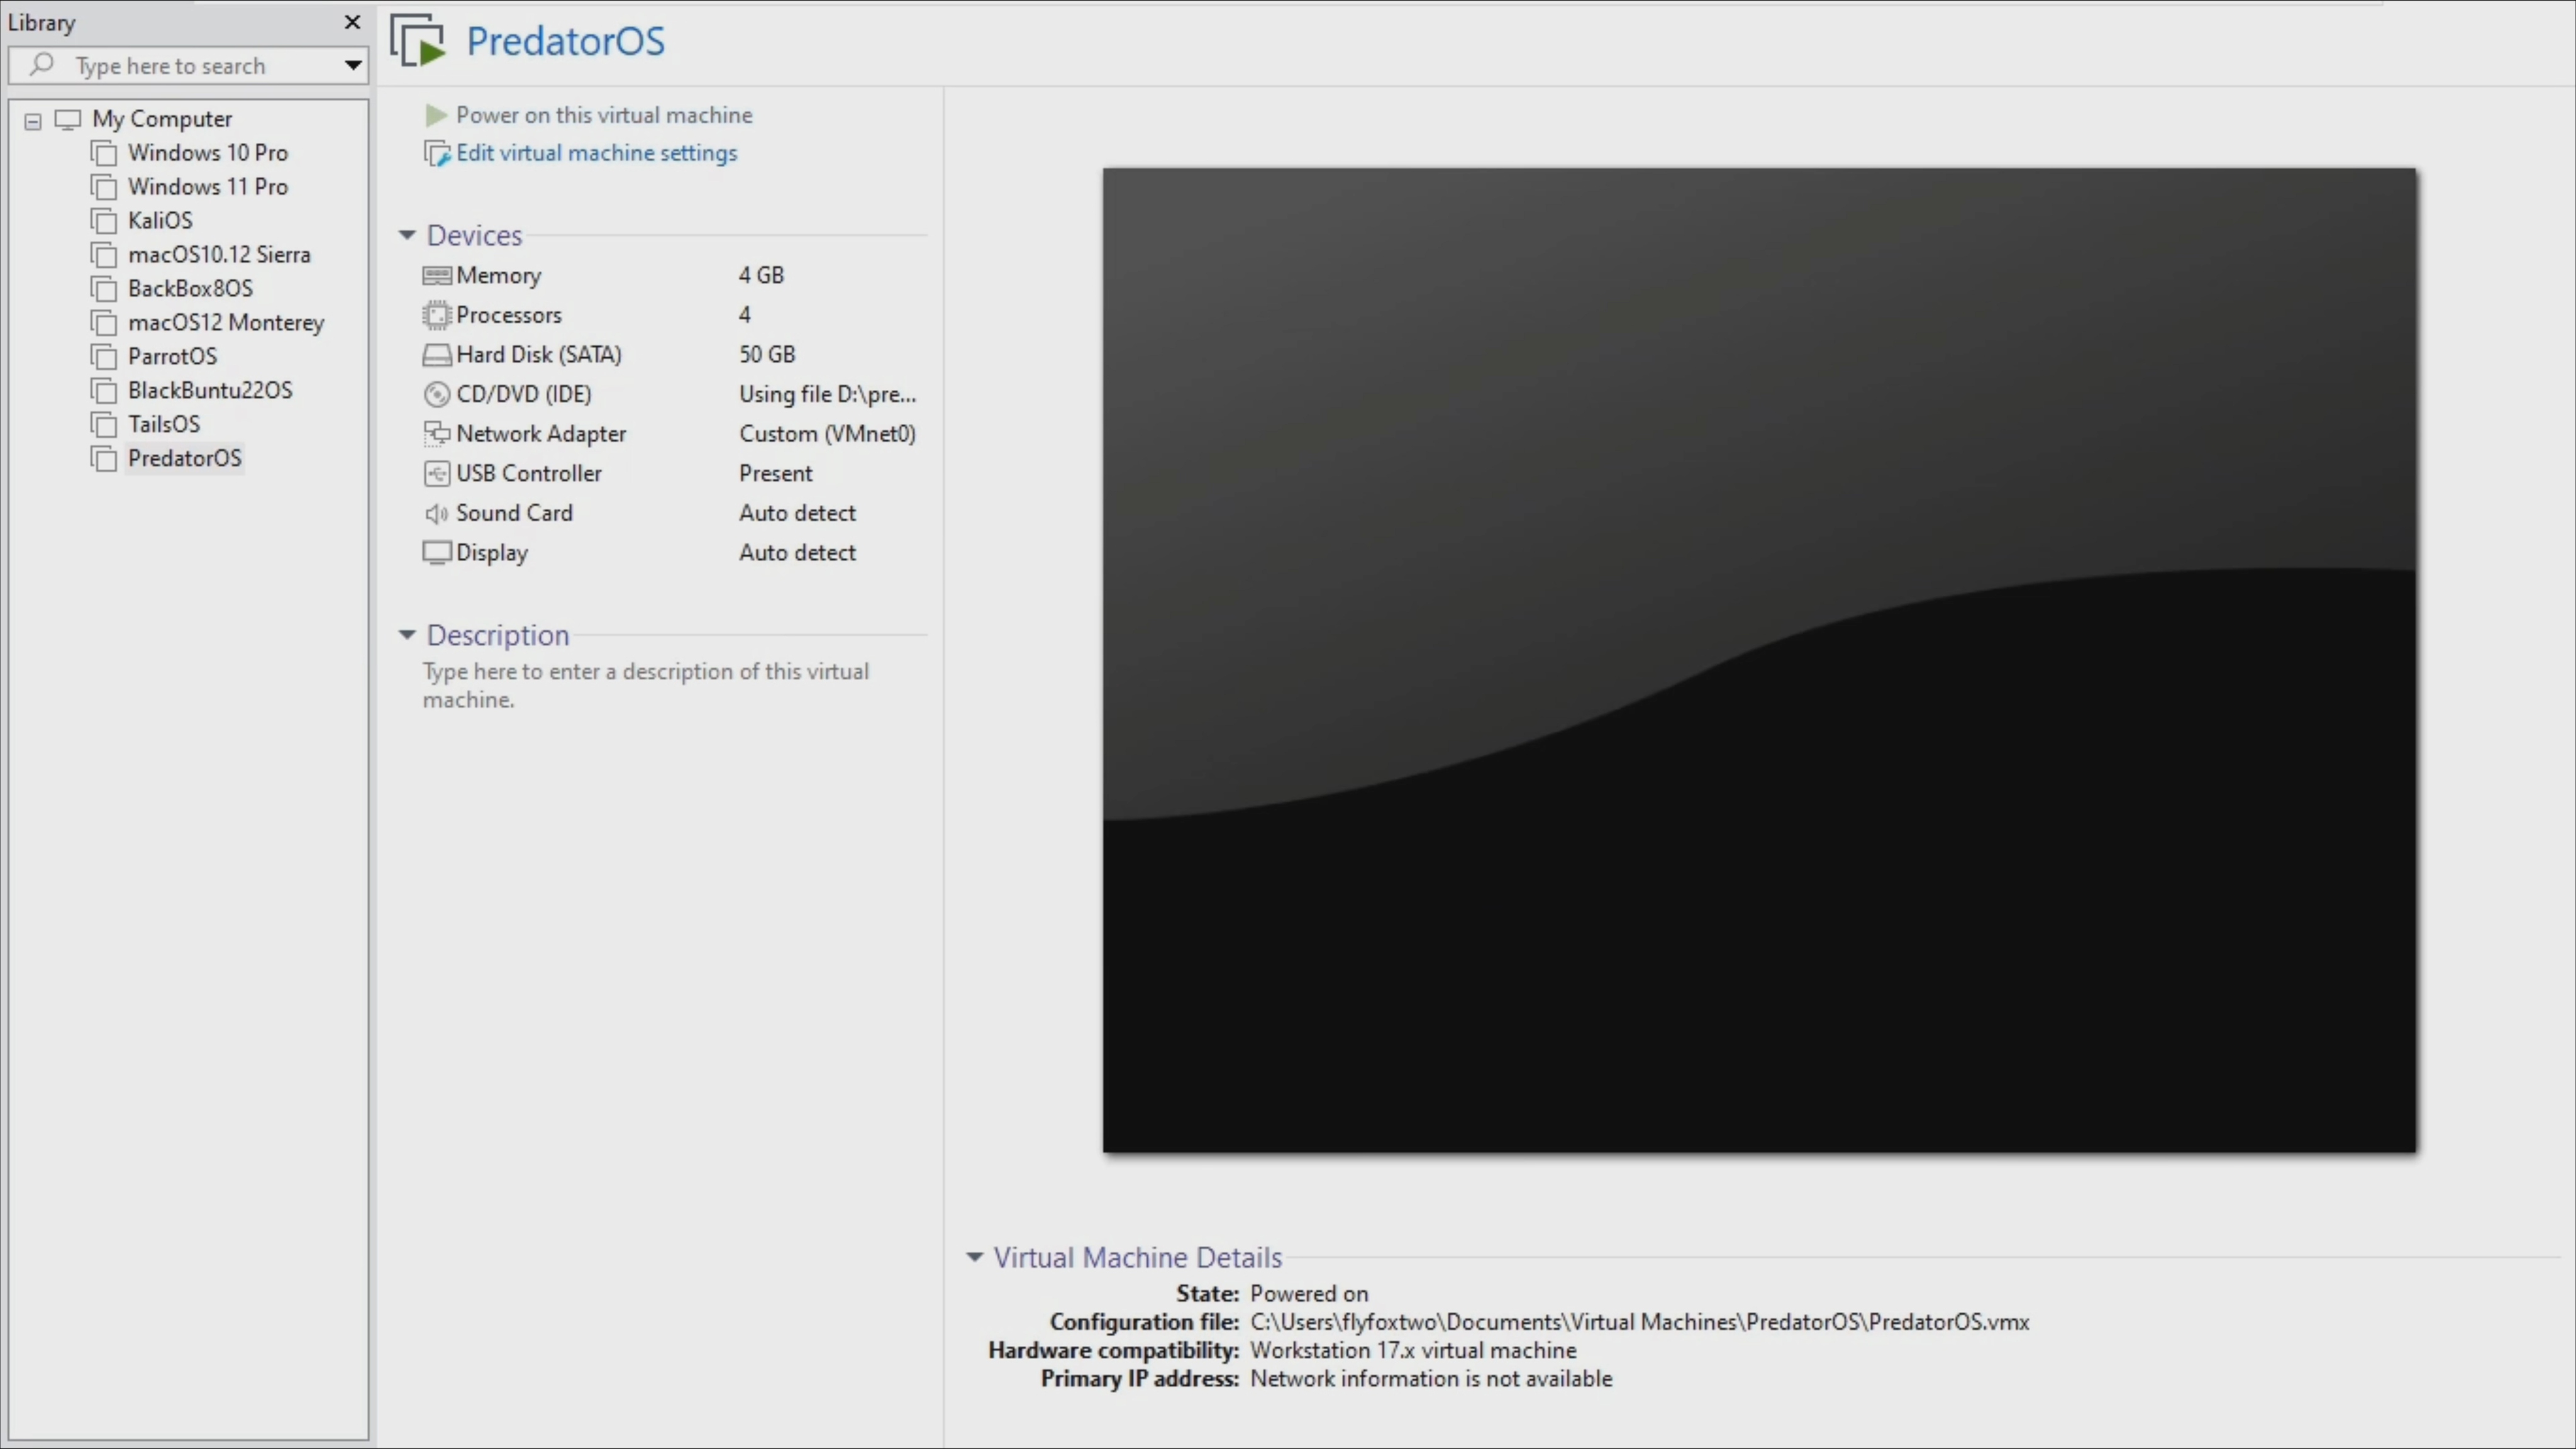 Library
Type here to search
My Computer
Windows 10 Pro
Windows 11 Pro
KaliOS
macOS10.12 Sierra
BackBox8OS
macOS12 Monterey
ParrotOS
BlackBuntu22OS
TailsOS
PredatorOS
PredatorOS
Power on this virtual machine
Edit virtual machine settings
Devices
Memory 4 GB
Processors 4
Hard Disk (SATA) 50 GB
CD/DVD (IDE) Using file D:\pre...
Network Adapter Custom (VMnet0)
USB Controller Present
Sound Card Auto detect
Display Auto detect
Description
Type here to enter a description of this virtual
machine.
Virtual Machine Details
State: Powered on
Configuration file: C:\Users\flyfoxtwo\Documents\Virtual Machines\PredatorOS\PredatorOS.vmx
Hardware compatibility: Workstation 17.x virtual machine
Primary IP address: Network information is not available